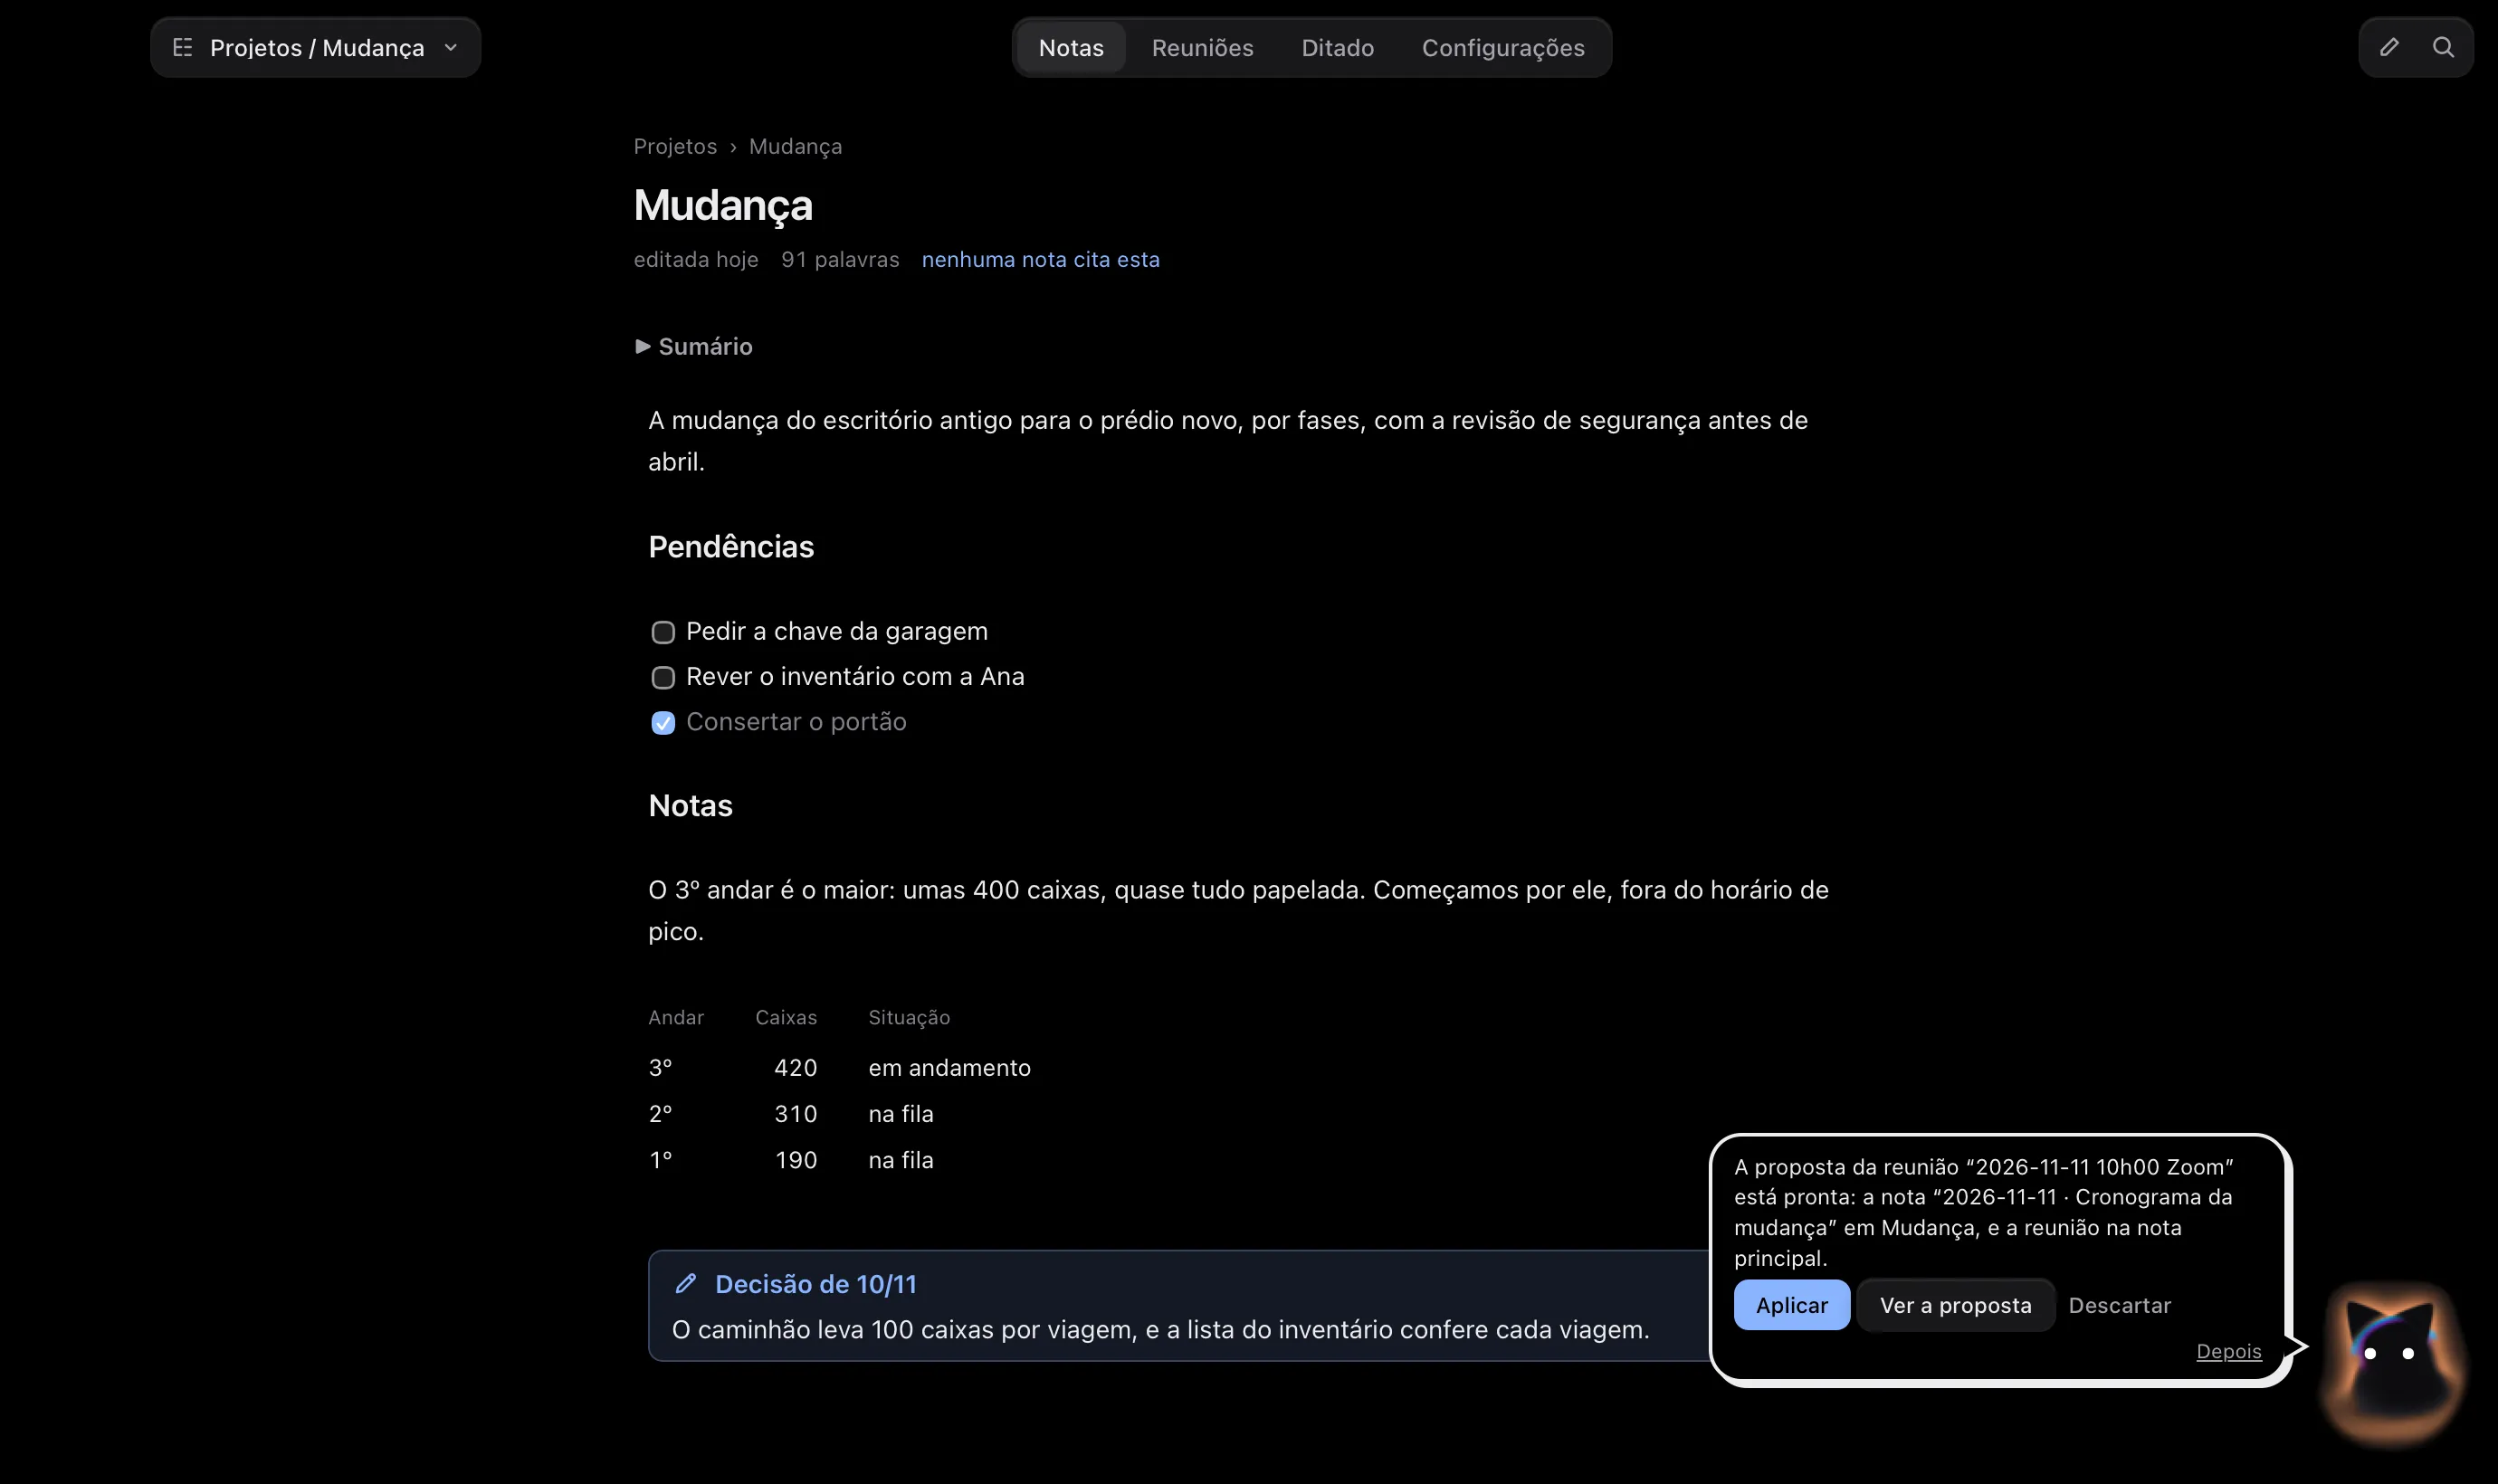 Projetos / Mudança
Notas
Reuniões
Ditado
Configurações
Projetos › Mudança
Mudança
editada hoje 91 palavras nenhuma nota cita esta
Sumário
A mudança do escritório antigo para o prédio novo, por fases, com a revisão de segurança antes de
abril.
Pendências
Pedir a chave da garagem
Rever o inventário com a Ana
Consertar o portão
Notas
O 3º andar é o maior: umas 400 caixas, quase tudo papelada. Começamos por ele, fora do horário de
pico.
Andar Caixas Situação
3º 420 em andamento
2º 310 na fila
1º 190 na fila
Decisão de 10/11
O caminhão leva 100 caixas por viagem, e a lista do inventário confere cada viagem.
A proposta da reunião “2026-11-11 10h00 Zoom”
está pronta: a nota “2026-11-11 · Cronograma da
mudança” em Mudança, e a reunião na nota
principal.
Aplicar Ver a proposta Descartar
Depois